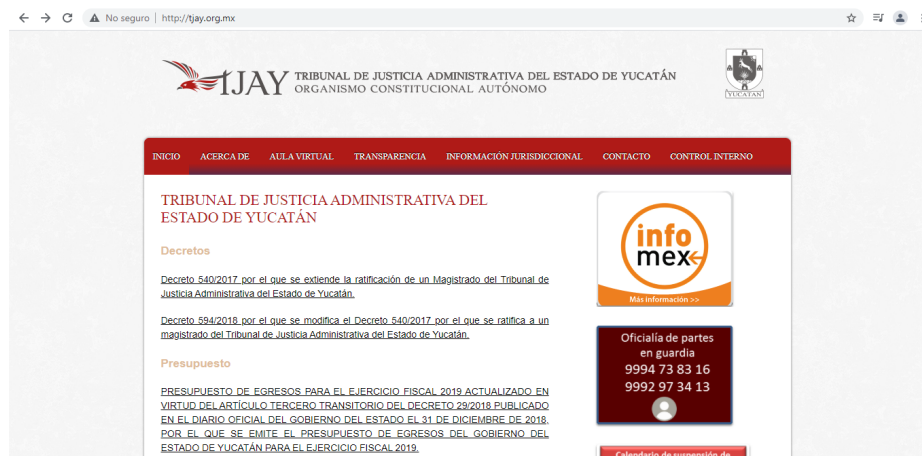 No seguro | http://tjay.org.mx
TJAY TRIBUNAL DE JUSTICIA ADMINISTRATIVA DEL ESTADO DE YUCATÁN
ORGANISMO CONSTITUCIONAL AUTÓNOMO
YUCATAN
INICIO ACERCA DE AULA VIRTUAL TRANSPARENCIA INFORMACIÓN JURISDICCIONAL CONTACTO CONTROL INTERNO
TRIBUNAL DE JUSTICIA ADMINISTRATIVA DEL
ESTADO DE YUCATÁN
Decretos
Decreto 540/2017 por el que se extiende la ratificación de un Magistrado del Tribunal de
Justicia Administrativa del Estado de Yucatán.
Decreto 594/2018 por el que se modifica el Decreto 540/2017 por el que se ratifica a un
magistrado del Tribunal de Justicia Administrativa del Estado de Yucatán.
Presupuesto
PRESUPUESTO DE EGRESOS PARA EL EJERCICIO FISCAL 2019 ACTUALIZADO EN
VIRTUD DEL ARTÍCULO TERCERO TRANSITORIO DEL DECRETO 29/2018 PUBLICADO
EN EL DIARIO OFICIAL DEL GOBIERNO DEL ESTADO EL 31 DE DICIEMBRE DE 2018,
POR EL QUE SE EMITE EL PRESUPUESTO DE EGRESOS DEL GOBIERNO DEL
ESTADO DE YUCATÁN PARA EL EJERCICIO FISCAL 2019.
info
mex
Más información >>
Oficialía de partes
en guardia
9994 73 83 16
9992 97 34 13
Calendario de suspensión de